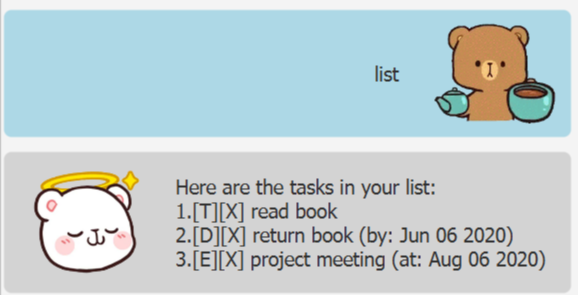 list
Here are the tasks in your list:
1.[T][X] read book
2.[D][X] return book (by: Jun 06 2020)
3.[E][X] project meeting (at: Aug 06 2020)